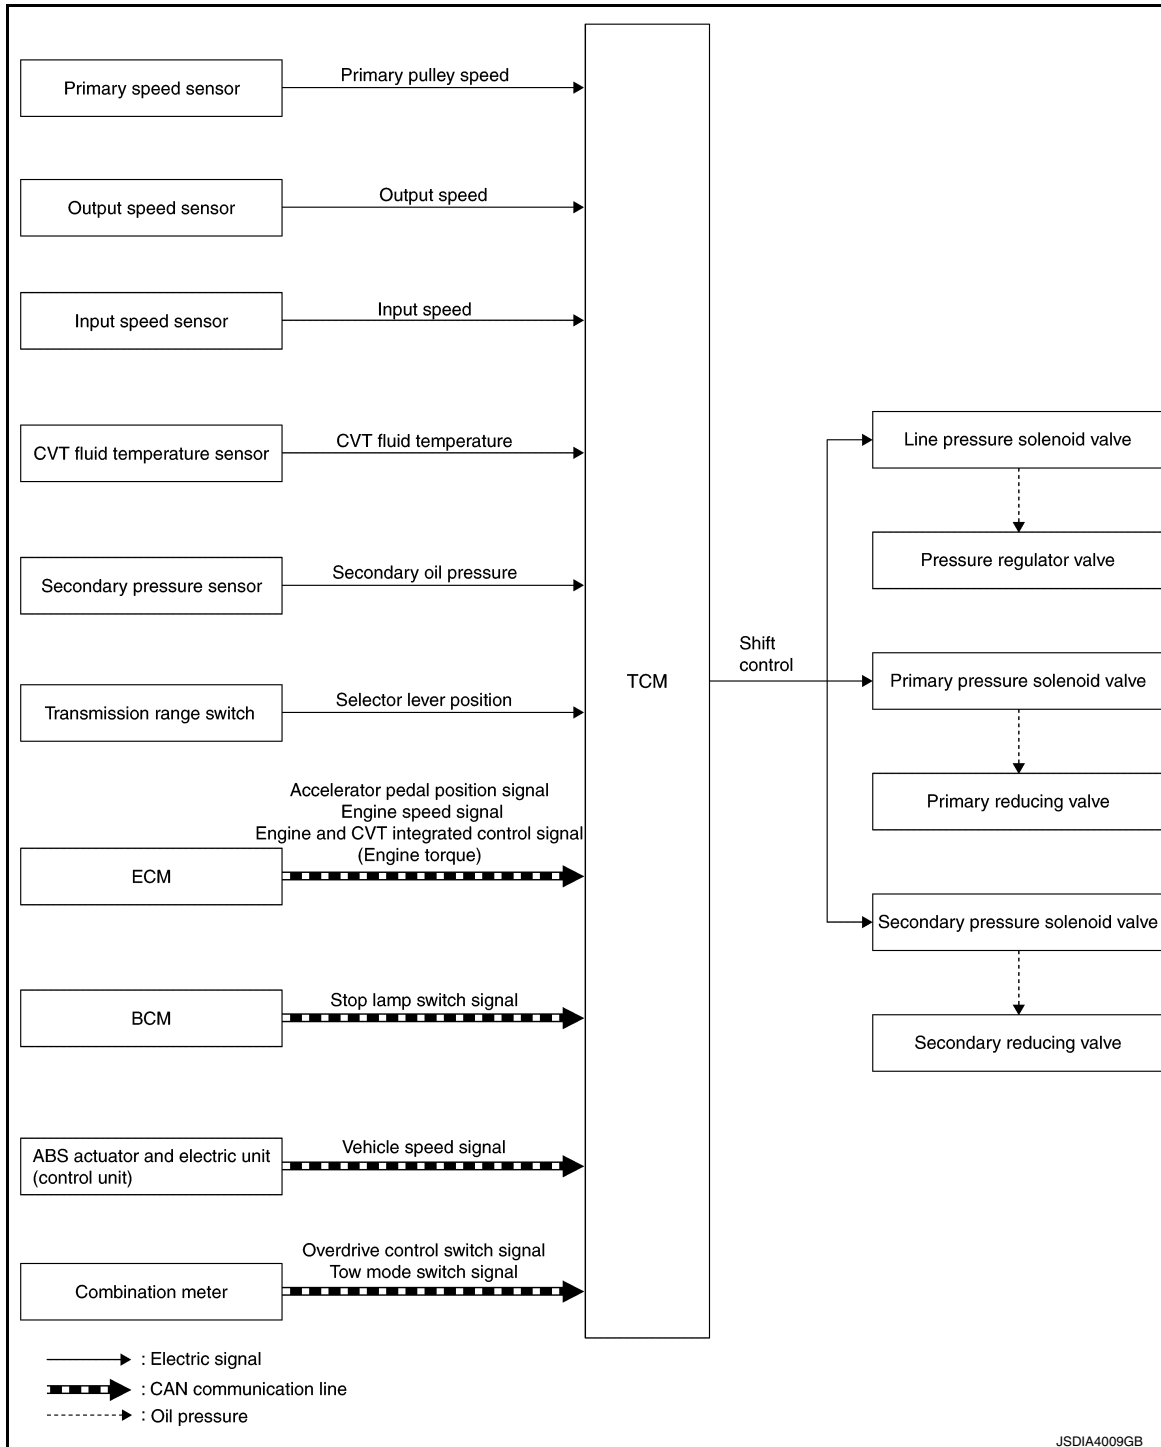 Primary speed sensor
Primary pulley speed
Output speed sensor
Output speed
Input speed sensor
Input speed
CVT fluid temperature sensor
CVT fluid temperature
Secondary pressure sensor
Secondary oil pressure
Transmission range switch
Selector lever position
ECM
Accelerator pedal position signal
Engine speed signal
Engine and CVT integrated control signal
(Engine torque)
BCM
Stop lamp switch signal
ABS actuator and electric unit
(control unit)
Vehicle speed signal
Combination meter
Overdrive control switch signal
Tow mode switch signal
TCM
Shift
control
Line pressure solenoid valve
Pressure regulator valve
Primary pressure solenoid valve
Primary reducing valve
Secondary pressure solenoid valve
Secondary reducing valve
: Electric signal
: CAN communication line
: Oil pressure
JSDIA4009GB